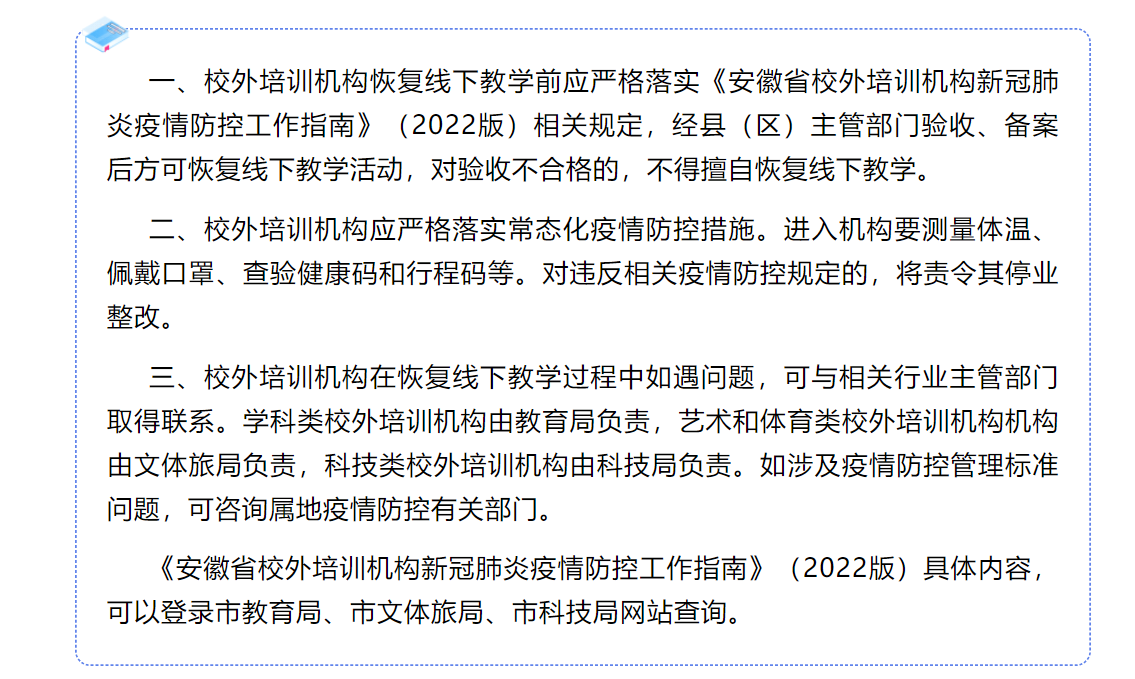 一、校外培训机构恢复线下教学前应严格落实《安徽省校外培训机构新冠肺
炎疫情防控工作指南》（2022版）相关规定，经县（区）主管部门验收、备案
后方可恢复线下教学活动，对验收不合格的，不得擅自恢复线下教学。
二、校外培训机构应严格落实常态化疫情防控措施。进入机构要测量体温、
佩戴口罩、查验健康码和行程码等。对违反相关疫情防控规定的，将责令其停业
整改。
三、校外培训机构在恢复线下教学过程中如遇问题，可与相关行业主管部门
取得联系。学科类校外培训机构由教育局负责，艺术和体育类校外培训机构机构
由文体旅局负责，科技类校外培训机构由科技局负责。如涉及疫情防控管理标准
问题，可咨询属地疫情防控有关部门。
《安徽省校外培训机构新冠肺炎疫情防控工作指南》（2022版）具体内容，
可以登录市教育局、市文体旅局、市科技局网站查询。